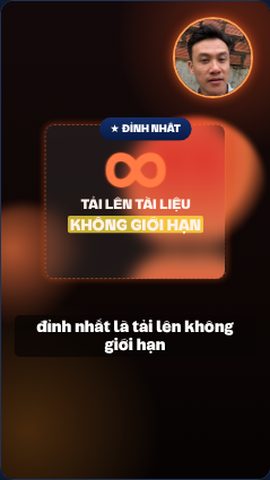 ★ ĐỈNH NHẤT
TẢI LÊN TÀI LIỆU
KHÔNG GIỚI HẠN
đỉnh nhất là tải lên không
giới hạn